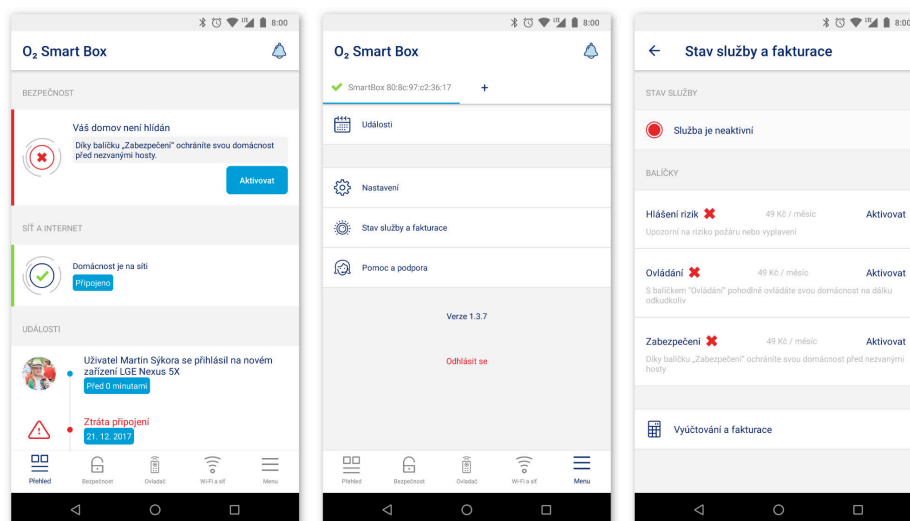 8:00
O₂ Smart Box
BEZPEČNOST
Váš domov není hlídán
Díky balíčku „Zabezpečení“ ochráníte svou domácnost
před nezvanými hosty.
Aktivovat
SÍŤ A INTERNET
Domácnost je na síti
Připojeno
UDÁLOSTI
Uživatel Martin Sýkora se přihlásil na novém
zařízení LGE Nexus 5X
Před 0 minutami
Ztráta připojení
21. 12. 2017
Přehled Bezpečnost Ovladač Wi-Fi a síť Menu
8:00
O₂ Smart Box
SmartBox 80:8c:97:c2:36:17 +
Události
Nastavení
Stav služby a fakturace
Pomoc a podpora
Verze 1.3.7
Odhlásit se
Přehled Bezpečnost Ovladač Wi-Fi a síť Menu
8:00
Stav služby a fakturace
STAV SLUŽBY
Služba je neaktivní
BALÍČKY
Hlášení rizik 49 Kč / měsíc Aktivovat
Upozorní na riziko požáru nebo vyplavení
Ovládání 49 Kč / měsíc Aktivovat
S balíčkem "Ovládání" pohodlně ovládáte svou domácnost na dálku
odkudkoliv
Zabezpečení 49 Kč / měsíc Aktivovat
Díky balíčku „Zabezpečení“ ochráníte svou domácnost před nezvanými
hosty
Vyúčtování a fakturace